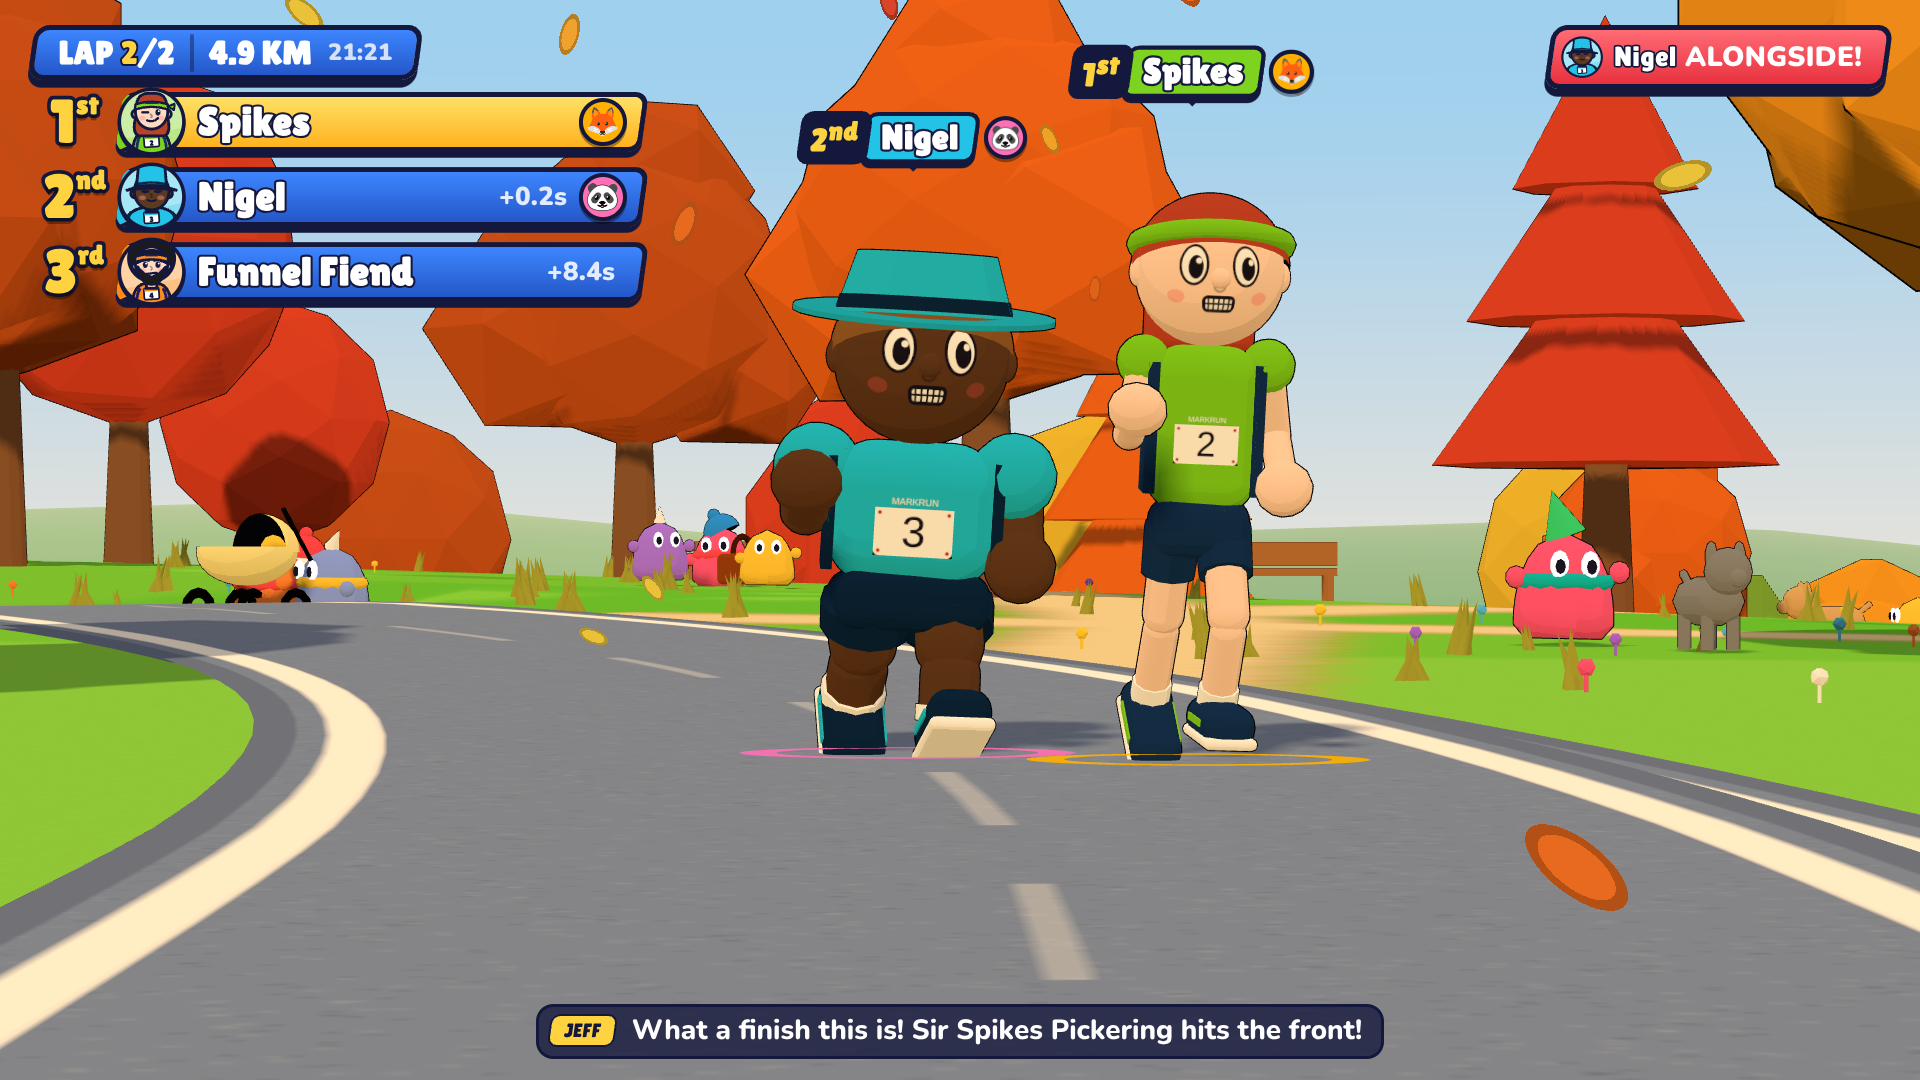 LAP 2/2 4.9 KM 21:21
1st Spikes
2nd Nigel +0.2s
3rd Funnel Fiend +8.4s
1st Spikes
2nd Nigel
Nigel ALONGSIDE!
MARKRUN
3
MARKRUN
2
JEFF What a finish this is! Sir Spikes Pickering hits the front!